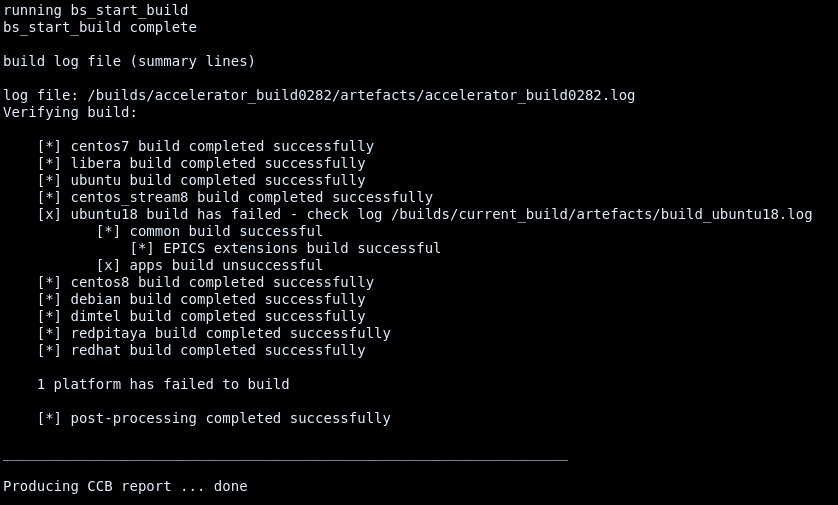 running bs_start_build
bs_start_build complete

build log file (summary lines)

log file: /builds/accelerator_build0282/artefacts/accelerator_build0282.log
Verifying build:

    [*] centos7 build completed successfully
    [*] libera build completed successfully
    [*] ubuntu build completed successfully
    [*] centos_stream8 build completed successfully
    [x] ubuntu18 build has failed - check log /builds/current_build/artefacts/build_ubuntu18.log
           [*] common build successful
               [*] EPICS extensions build successful
           [x] apps build unsuccessful
    [*] centos8 build completed successfully
    [*] debian build completed successfully
    [*] dimtel build completed successfully
    [*] redpitaya build completed successfully
    [*] redhat build completed successfully

    1 platform has failed to build

    [*] post-processing completed successfully

___________________________________________________________________

Producing CCB report ... done